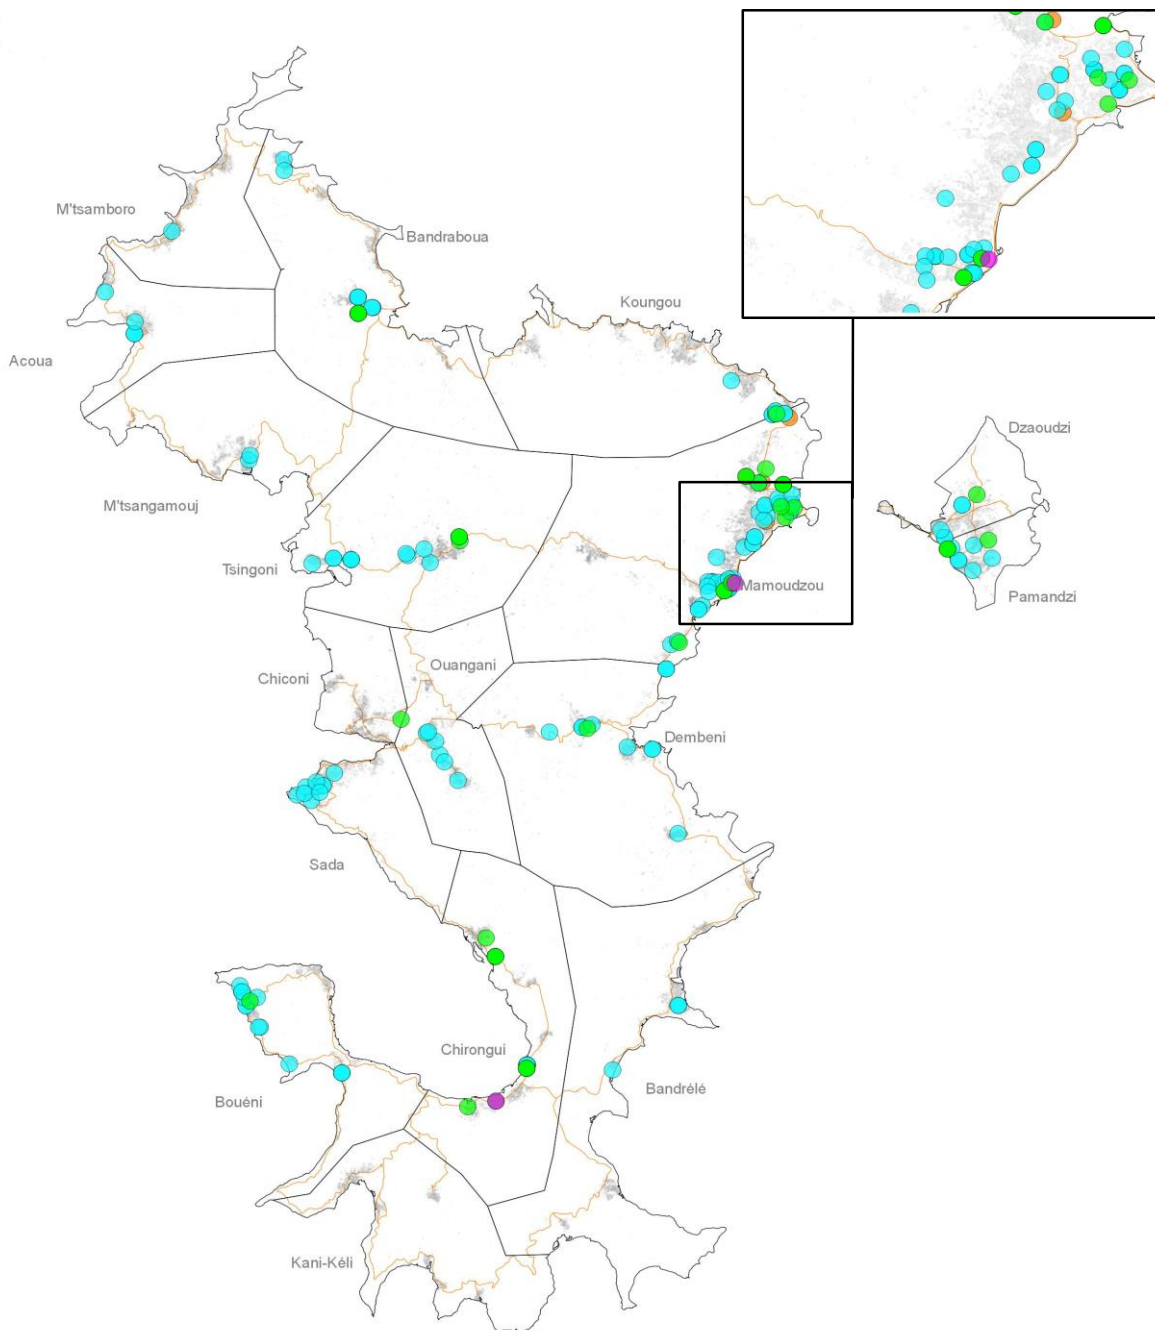 M'tsamboro
Bandraboua
Koungou
Acoua
Dzaoudzi
M'tsangamouj
Tsingoni
Mamoudzou
Pamandzi
Ouangani
Chiconi
Dembeni
Sada
Chirongui
Bandrélé
Bouéni
Kani-Kéli